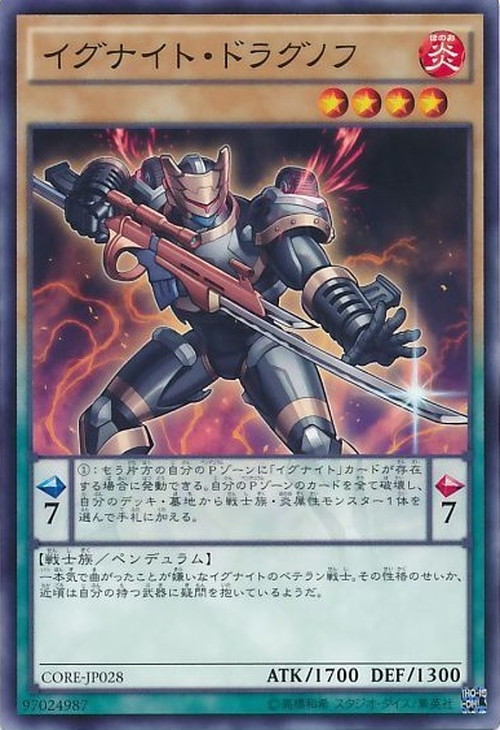 イグナイト・ドラグノフ
ほのお
炎
①:もう片方の自分のPゾーンに「イグナイト」カードが存在
する場合に発動できる。自分のPゾーンのカードを全て破壊し、
自分のデッキ・墓地から戦士族・炎属性モンスター1体を
選んで手札に加える。
7
7
【戦士族/ペンデュラム】
一本気で曲がったことが嫌いなイグナイトのベテラン戦士。その性格のせいか、
近頃は自分の持つ武器に疑問を抱いているようだ。
CORE-JP028
ATK/1700 DEF/1300
97024987
©高橋和希 スタジオ・ダイス/集英社